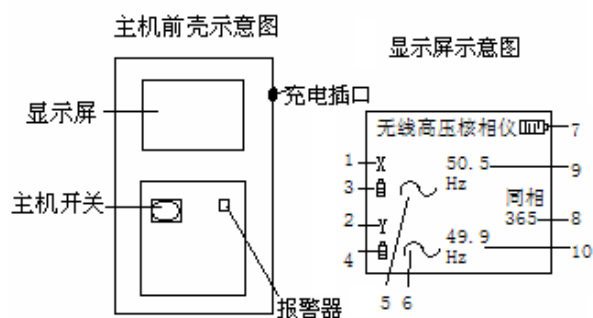 主机前壳示意图
显示屏
充电插口
主机开关
报警器
显示屏示意图
无线高压核相仪
7
1
X
50.5
Hz
9
3
同相
365
8
2
Y
49.9
Hz
10
4
5
6